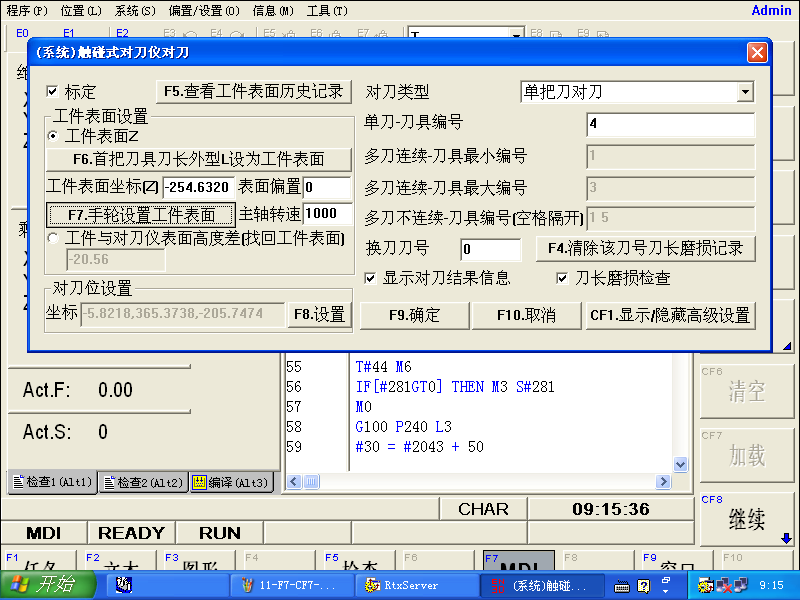 程序(P) 位置(L) 系统(S) 偏置/设置(O) 信息(M) 工具(T) Admin
E0 E1 E2 E3 E4 E5 E6 E7 E8 E9
(系统)触碰式对刀仪对刀
标定 F5.查看工件表面历史记录 对刀类型 单把刀对刀
工件表面设置
工件表面Z 单刀-刀具编号 4
F6.首把刀具刀长外型L设为工件表面 多刀连续-刀具最小编号 1
工件表面坐标(Z) -254.6320 表面偏置 0 多刀连续-刀具最大编号 3
F7.手轮设置工件表面 主轴转速 1000 多刀不连续-刀具编号(空格隔开) 1 5
工件与对刀仪表面高度差(找回工件表面) 换刀刀号 0 F4.清除该刀号刀长磨损记录
-20.56 显示对刀结果信息 刀长磨损检查
对刀位设置
坐标 -5.8218,365.3738,-205.7474 F8.设置 F9.确定 F10.取消 CF1.显示/隐藏高级设置
55 T#44 M6
56 IF[#281GT0] THEN M3 S#281
57 M0
58 G100 P240 L3
59 #30 = #2043 + 50
Act.F: 0.00
Act.S: 0
CF6 清空
CF7 加载
CF8 继续
检查1(Alt1) 检查2(Alt2) 编译(Alt3)
CHAR 09:15:36
MDI READY RUN
F1 任务 F2 文本 F3 图形 F4 F5 检查 F6 F7 MDI F8 F9 窗口 F10
开始 11-F7-CF7-... RtxServer (系统)触碰... 9:15